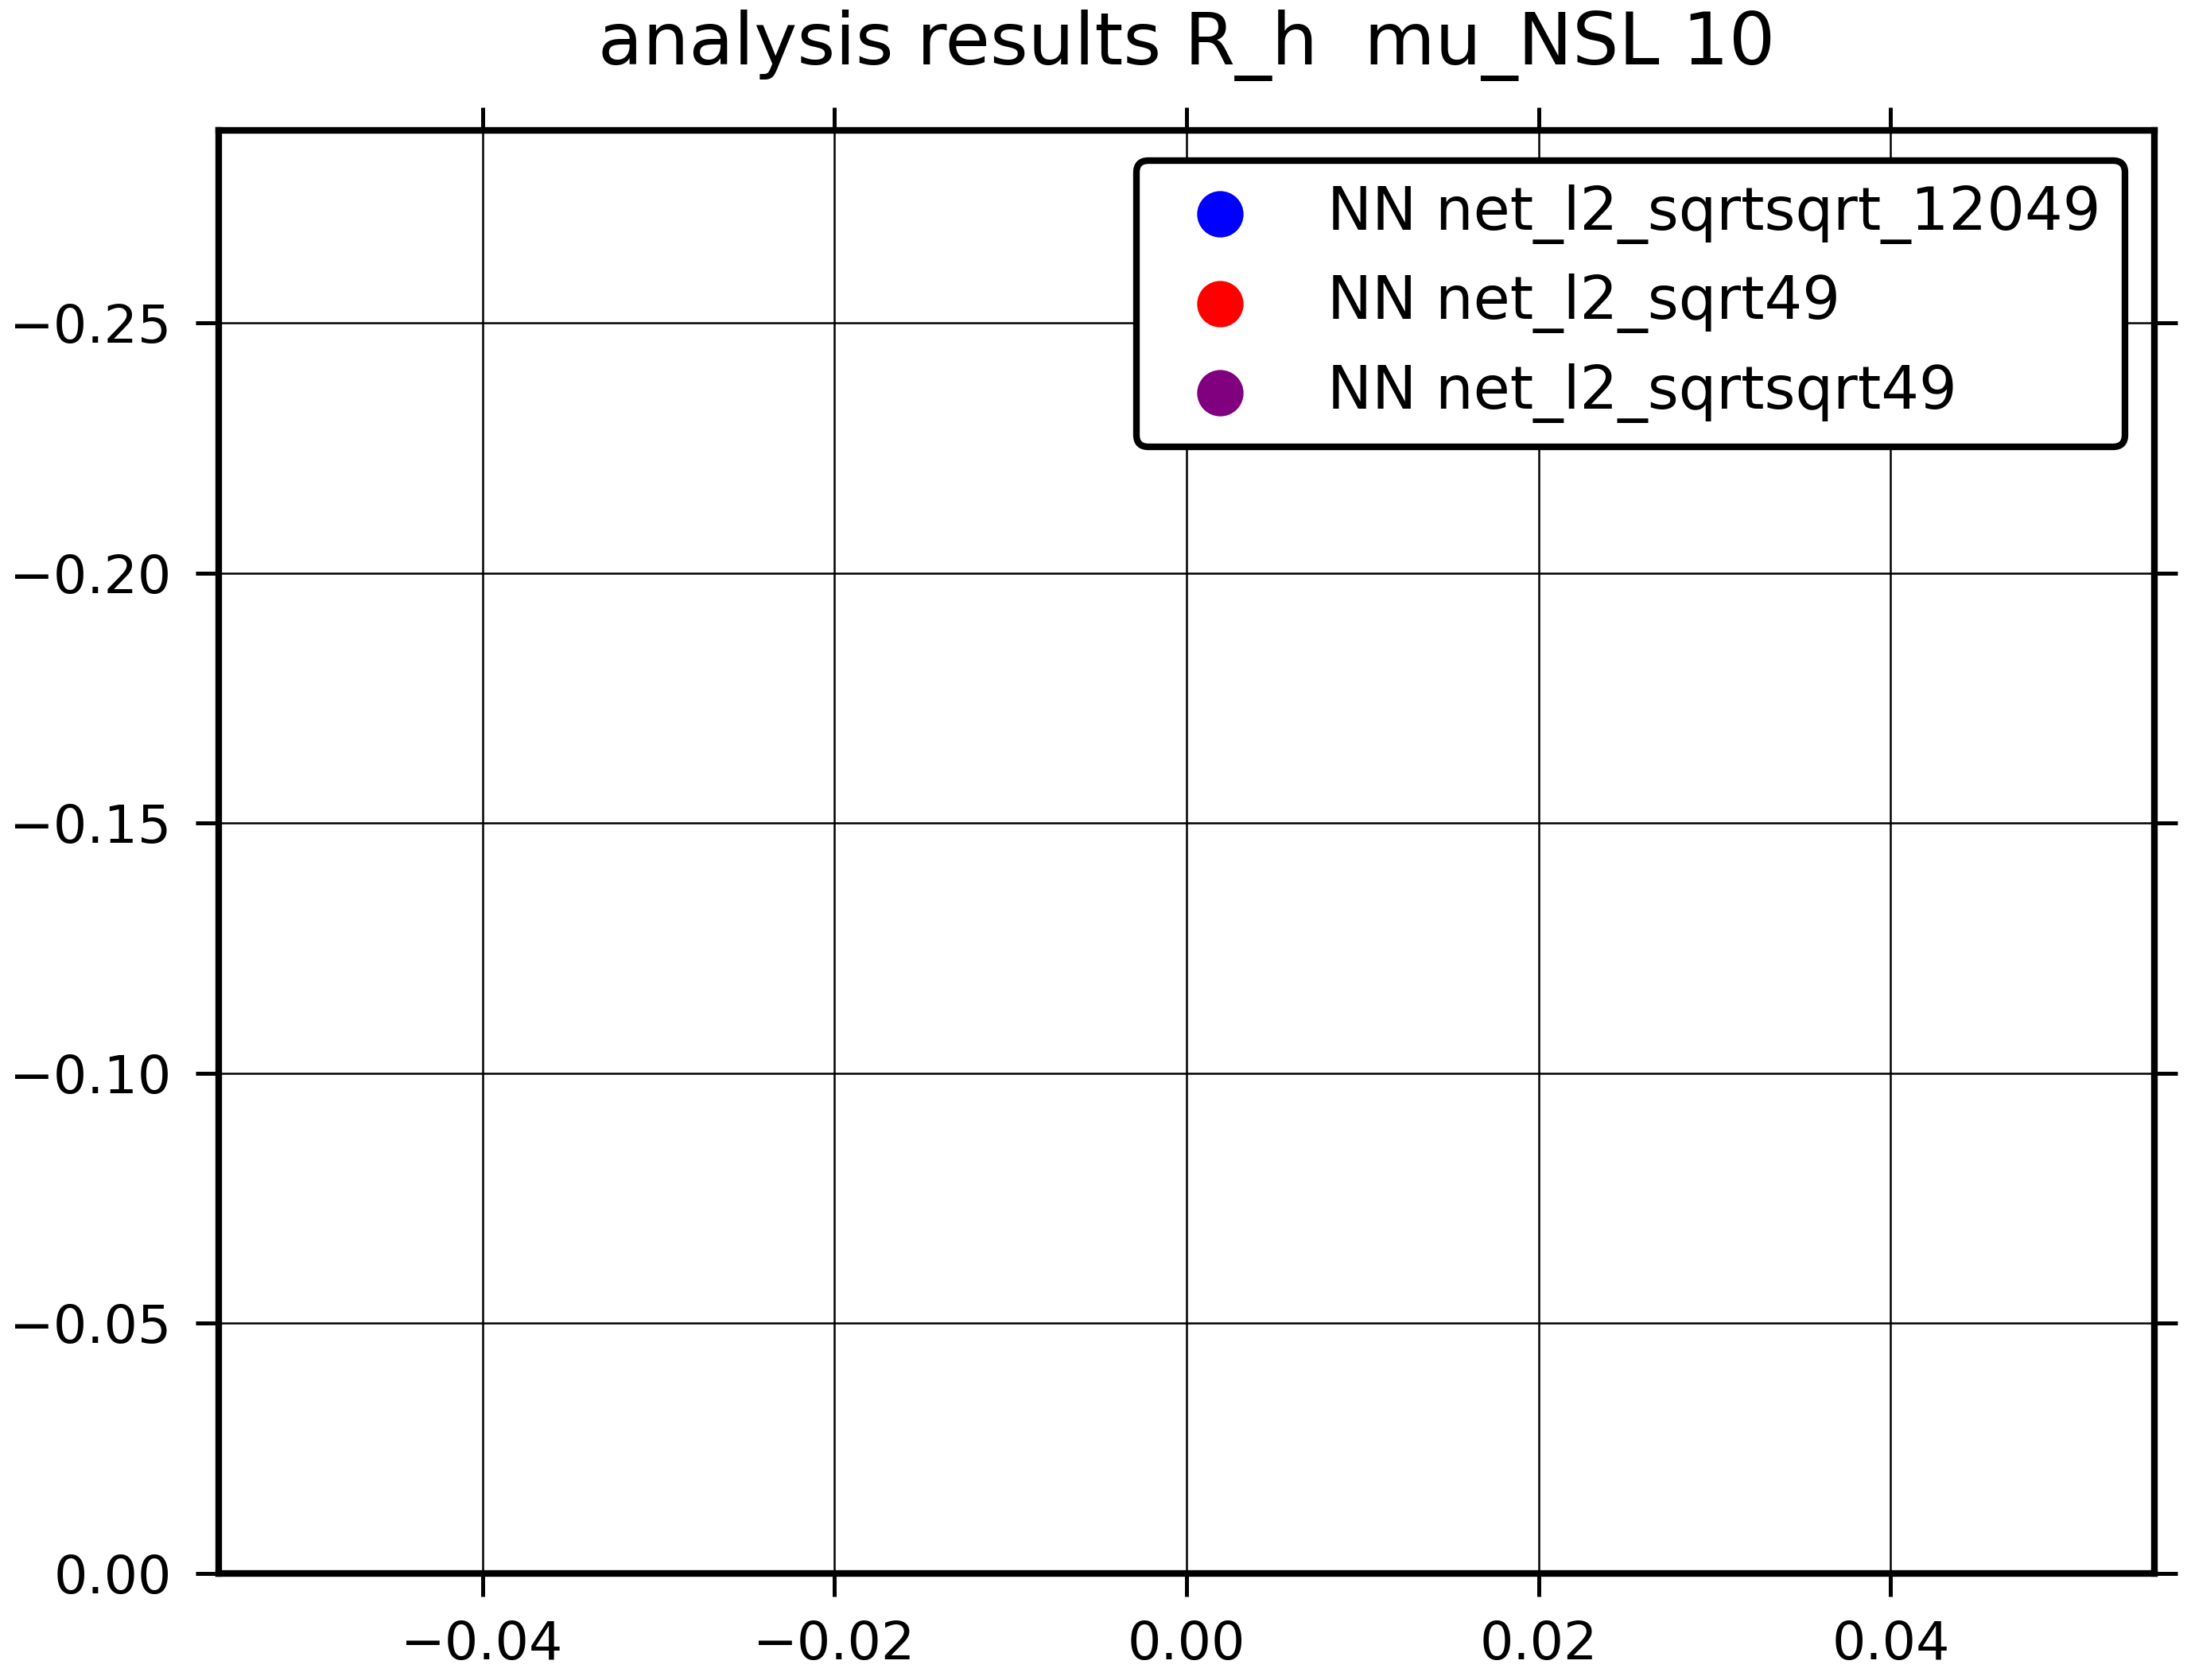 analysis results R_h  mu_NSL 10
NN net_l2_sqrtsqrt_12049
NN net_l2_sqrt49
NN net_l2_sqrtsqrt49
−0.25
−0.20
−0.15
−0.10
−0.05
0.00
−0.04 −0.02 0.00 0.02 0.04